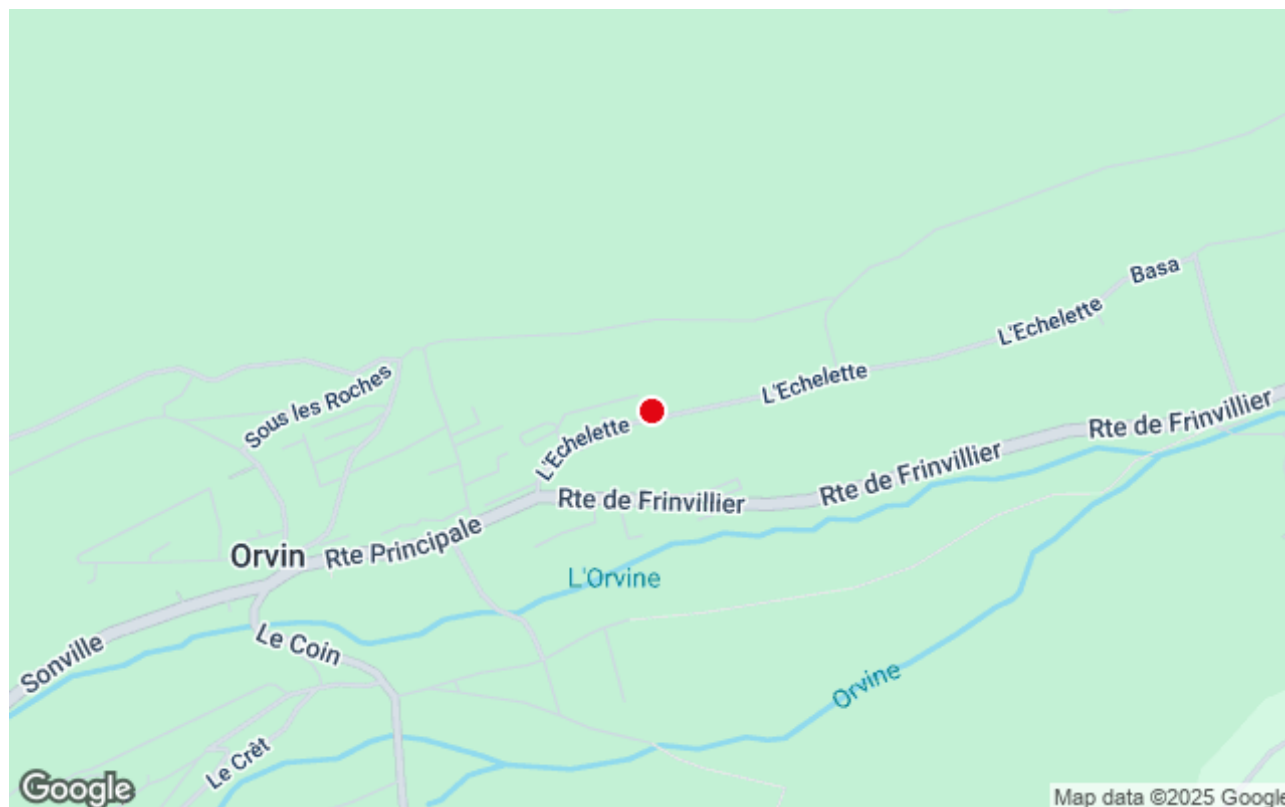 Basa
L'Echelette
L'Echelette
Sous les Roches
L'Echelette
Rte de Frinvillier
Rte de Frinvillier
Rte de Frinvillier
Rte Principale
Orvin
L'Orvine
Le Coin
Sonville
Orvine
Le Crêt
Google
Map data ©2025 Google